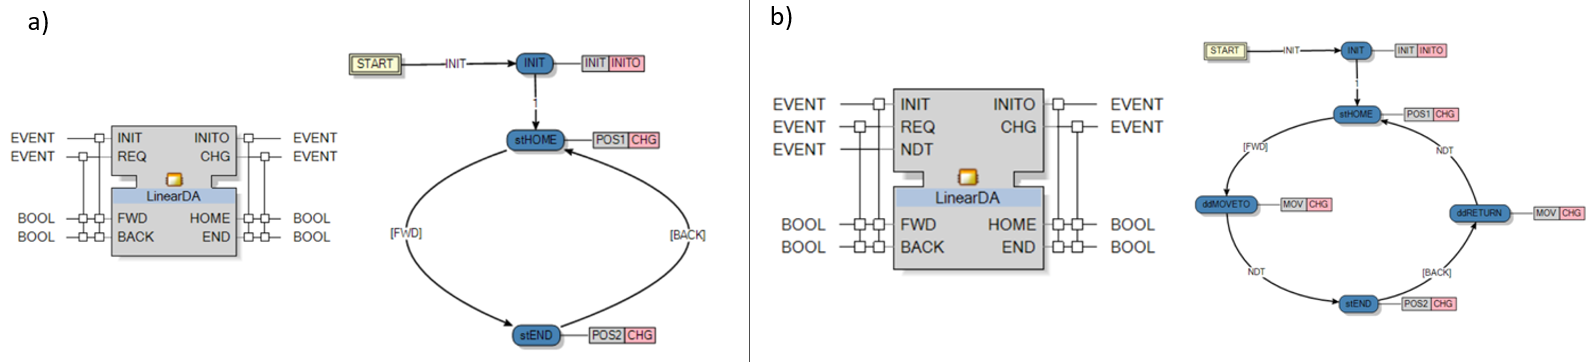 a)
EVENT INIT INITO EVENT
EVENT REQ CHG EVENT
LinearDA
BOOL FWD HOME BOOL
BOOL BACK END BOOL
START INIT INIT INIT INITO
1
stHOME POS1 CHG
[FWD] [BACK]
stEND POS2 CHG
b)
EVENT INIT INITO EVENT
EVENT REQ CHG EVENT
EVENT NDT
LinearDA
BOOL FWD HOME BOOL
BOOL BACK END BOOL
START INIT INIT INIT INITO
1
stHOME POS1 CHG
[FWD] NDT
ddMOVETO MOV CHG
ddRETURN MOV CHG
NDT [BACK]
stEND POS2 CHG